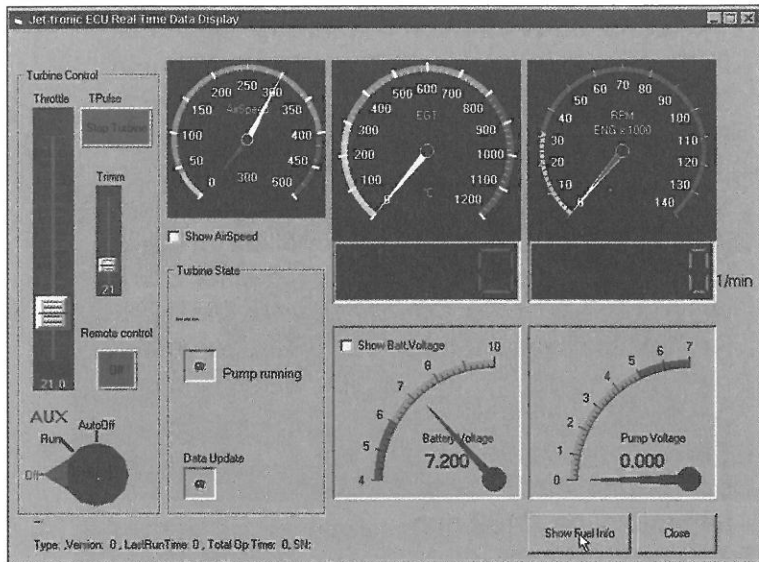 Jet-tronic ECU Real Time Data Display
Turbine Control
Throttle
TPulse
Stop Turbine
Trimm
21
21.0
Remote control
Off
AUX
AutoOff
Run
Off
AirSpeed
0
50
100
150
200
250
300
350
400
450
500
300
Show AirSpeed
EGT
0
100
200
300
400
500
600
700
800
900
1000
1100
1200
°C
0
RPM
ENG x1000
0
10
20
30
40
50
60
70
80
90
100
110
120
130
140
0
1/min
Turbine State
Pump running
Data Update
Show Batt.Voltage
4
5
6
7
8
10
Battery Voltage
7.200
0
1
2
3
4
5
6
7
Pump Voltage
0.000
Type: ,Version: 0 , LastRunTime 0 , Total Op Time: 0, SN:
Show Fuel Info
Close